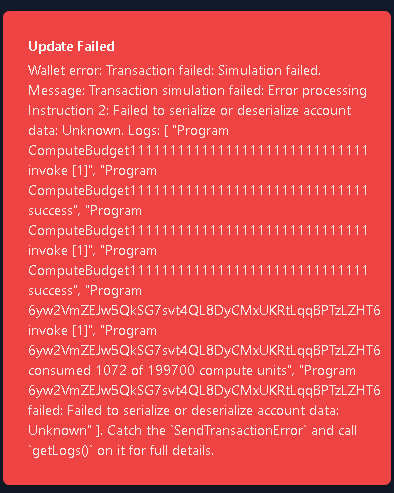 Update Failed
Wallet error: Transaction failed: Simulation failed.
Message: Transaction simulation failed: Error processing
Instruction 2: Failed to serialize or deserialize account
data: Unknown. Logs: [ "Program
ComputeBudget111111111111111111111111111111
invoke [1]", "Program
ComputeBudget111111111111111111111111111111
success", "Program
ComputeBudget111111111111111111111111111111
invoke [1]", "Program
ComputeBudget111111111111111111111111111111
success", "Program
6yw2VmZEJw5QkSG7svt4QL8DyCMxUKRtLqqBPTzLZHT6
invoke [1]", "Program
6yw2VmZEJw5QkSG7svt4QL8DyCMxUKRtLqqBPTzLZHT6
consumed 1072 of 199700 compute units", "Program
6yw2VmZEJw5QkSG7svt4QL8DyCMxUKRtLqqBPTzLZHT6
failed: Failed to serialize or deserialize account data:
Unknown" ]. Catch the `SendTransactionError` and call
`getLogs()` on it for full details.